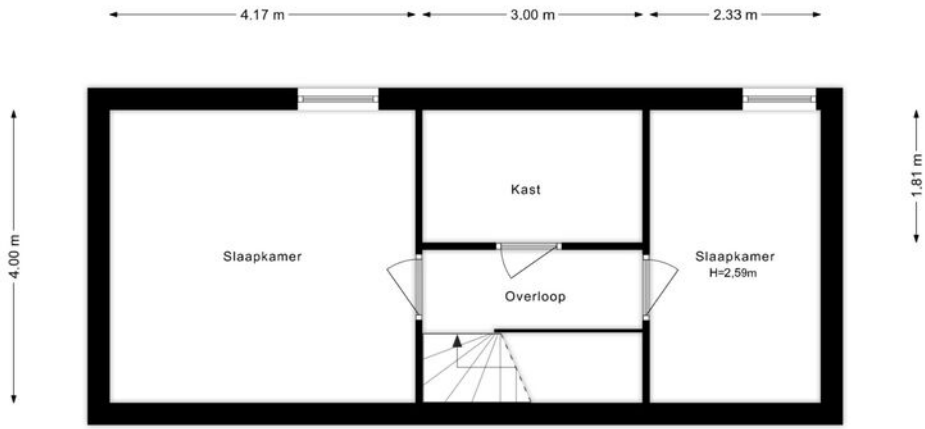 4.17 m
3.00 m
2.33 m
4.00 m
1.81 m
Kast
Slaapkamer
Slaapkamer
H=2,59m
Overloop